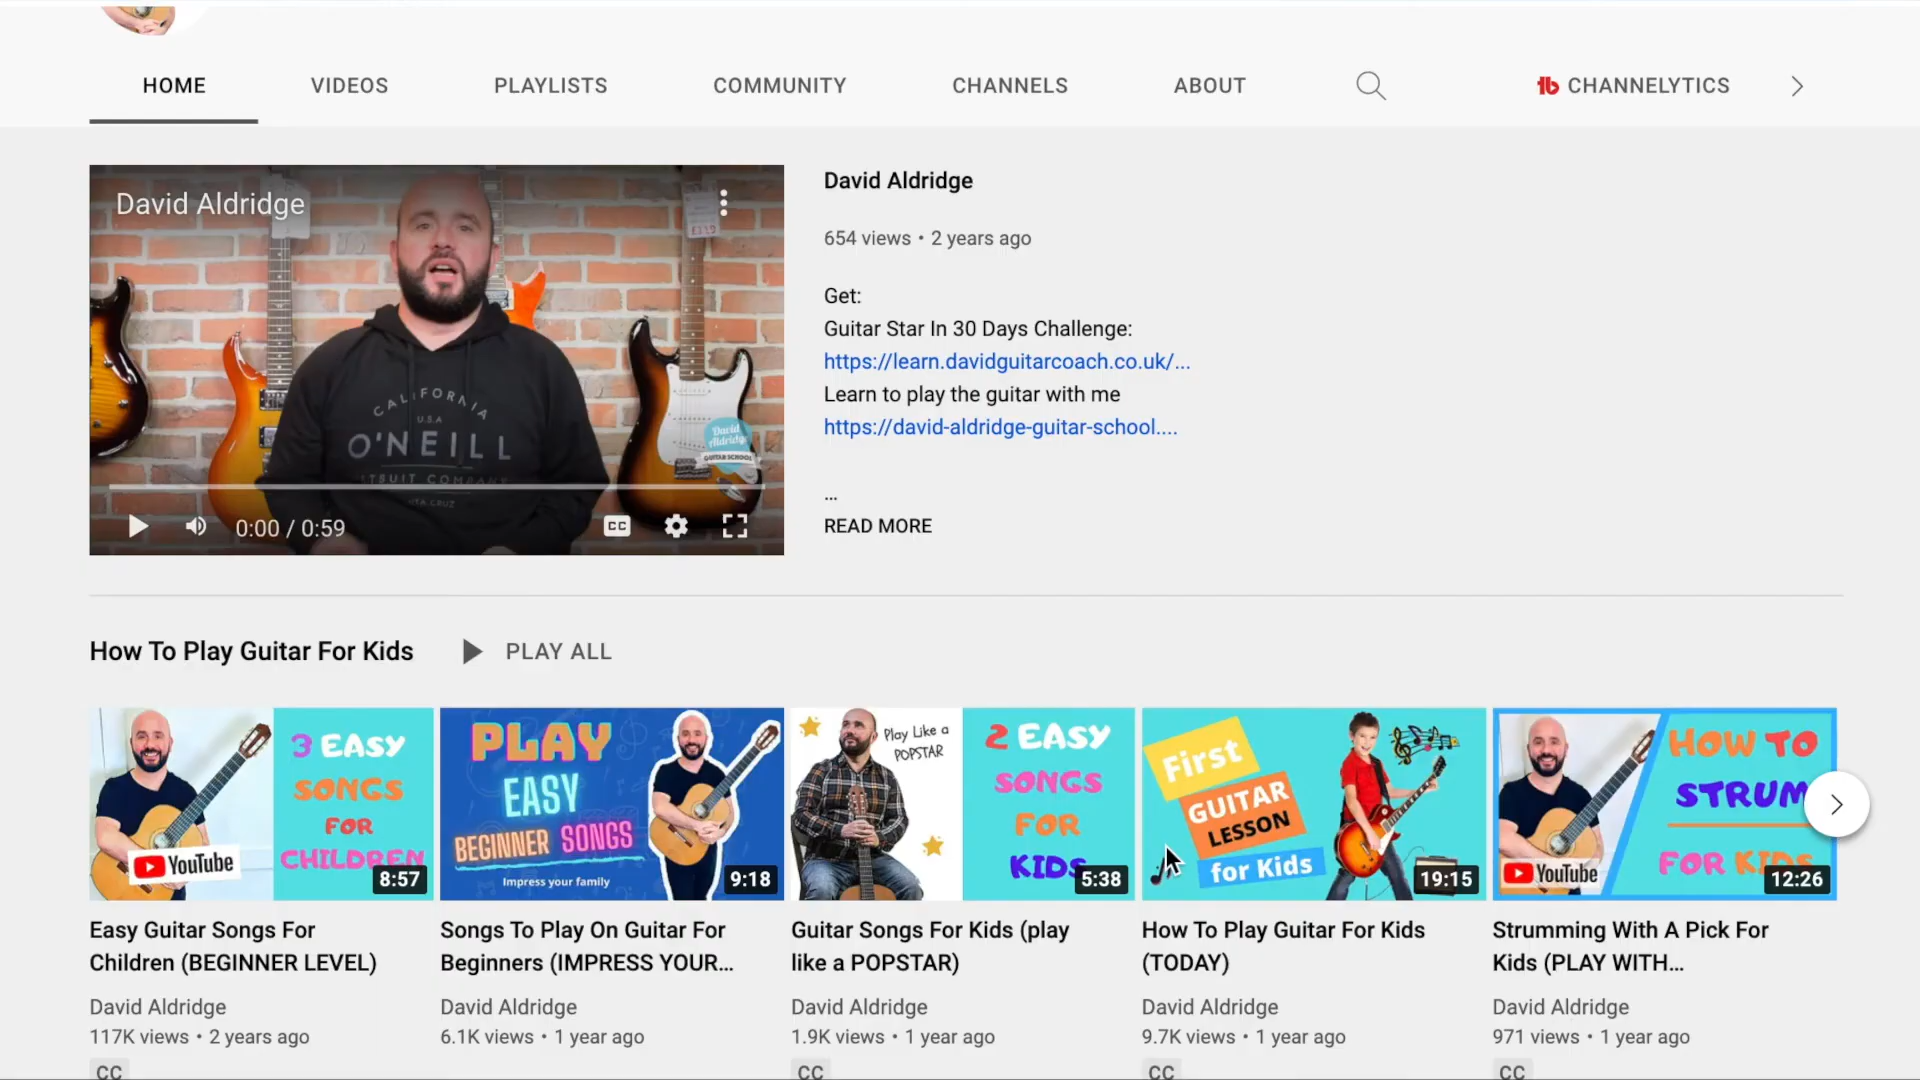 HOME
VIDEOS
PLAYLISTS
COMMUNITY
CHANNELS
ABOUT
CHANNELYTICS
David Aldridge
£119
CALIFORNIA
U.S.A
O'NEILL
David
Aldridge
GUITAR SCHOOL
0:00 / 0:59
CC
David Aldridge
654 views • 2 years ago
Get:
Guitar Star In 30 Days Challenge:
https://learn.davidguitarcoach.co.uk/...
Learn to play the guitar with me
https://david-aldridge-guitar-school....
...
READ MORE
How To Play Guitar For Kids
PLAY ALL
3 EASY
SONGS
FOR
CHILDREN
YouTube
8:57
PLAY
EASY
BEGINNER SONGS
Impress your family
9:18
Play Like a
POPSTAR
2 EASY
SONGS
FOR
KIDS
5:38
First
GUITAR
LESSON
for Kids
19:15
HOW TO
STRUM
FOR KIDS
YouTube
12:26
Easy Guitar Songs For
Children (BEGINNER LEVEL)
David Aldridge
117K views • 2 years ago
CC
Songs To Play On Guitar For
Beginners (IMPRESS YOUR...
David Aldridge
6.1K views • 1 year ago
Guitar Songs For Kids (play
like a POPSTAR)
David Aldridge
1.9K views • 1 year ago
CC
How To Play Guitar For Kids
(TODAY)
David Aldridge
9.7K views • 1 year ago
CC
Strumming With A Pick For
Kids (PLAY WITH...
David Aldridge
971 views • 1 year ago
CC